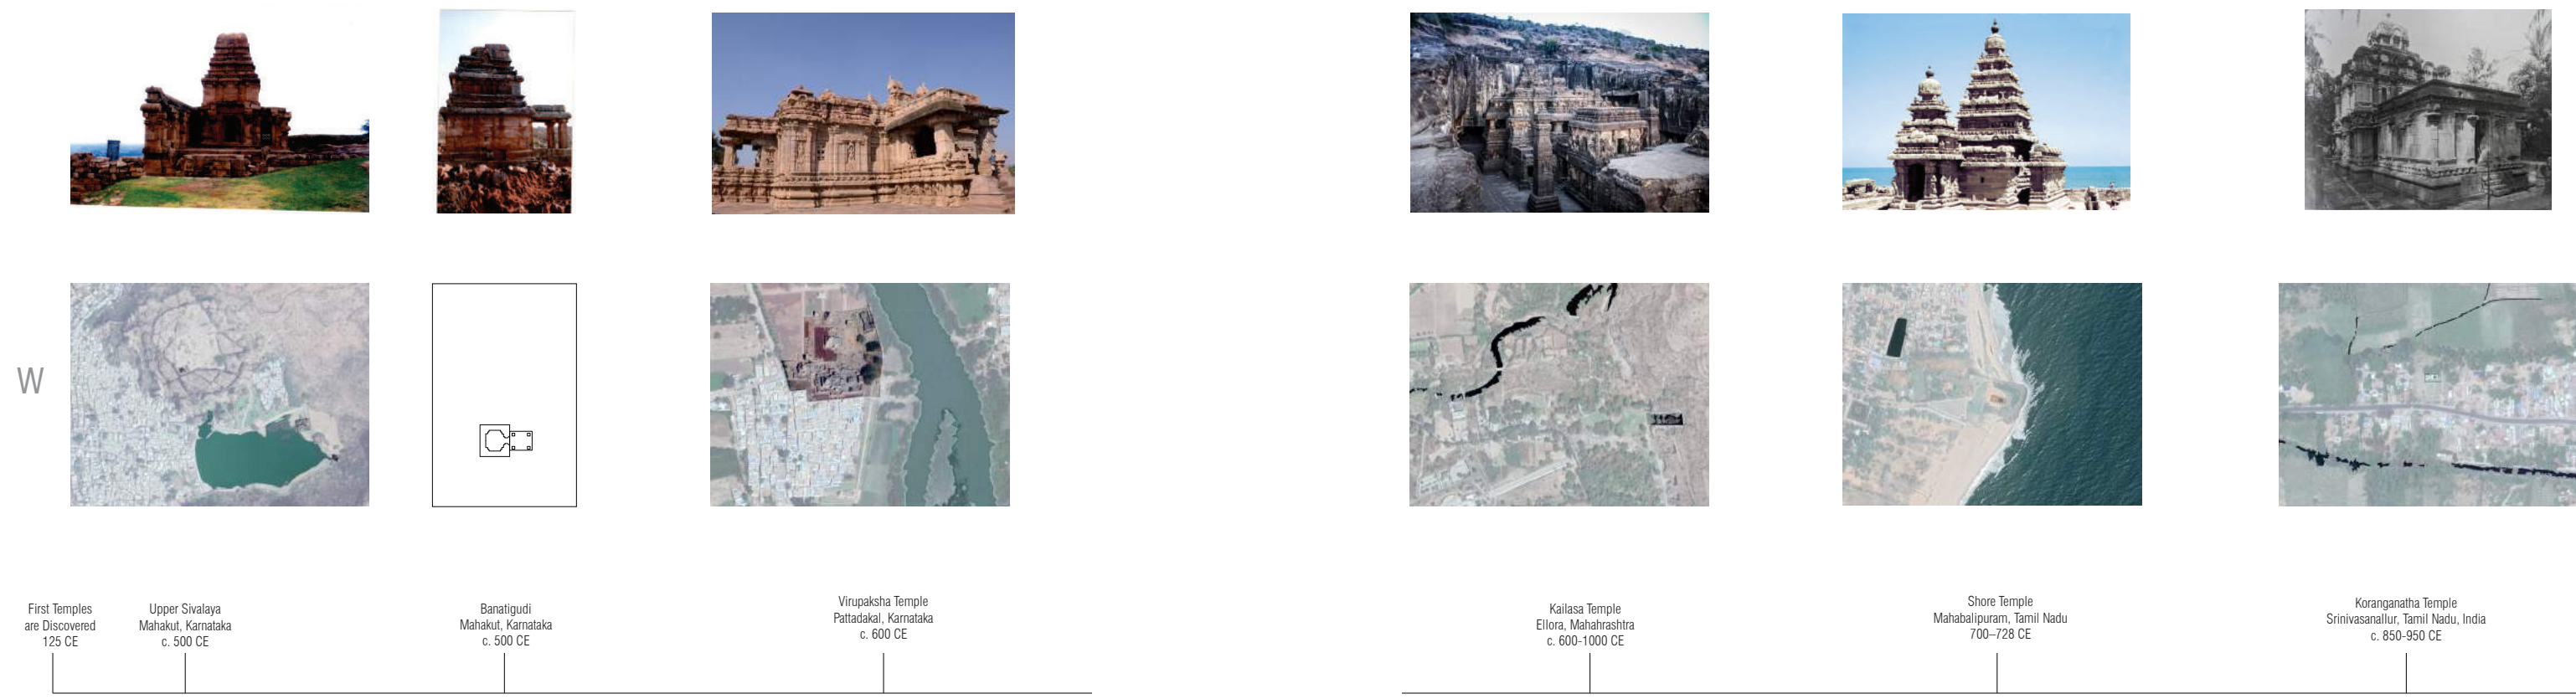 W
First Temples
are Discovered
125 CE
Upper Sivalaya
Mahakut, Karnataka
c. 500 CE
Banatigudi
Mahakut, Karnataka
c. 500 CE
Virupaksha Temple
Pattadakal, Karnataka
c. 600 CE
Kailasa Temple
Ellora, Mahahrashtra
c. 600-1000 CE
Shore Temple
Mahabalipuram, Tamil Nadu
700–728 CE
Koranganatha Temple
Srinivasanallur, Tamil Nadu, India
c. 850-950 CE